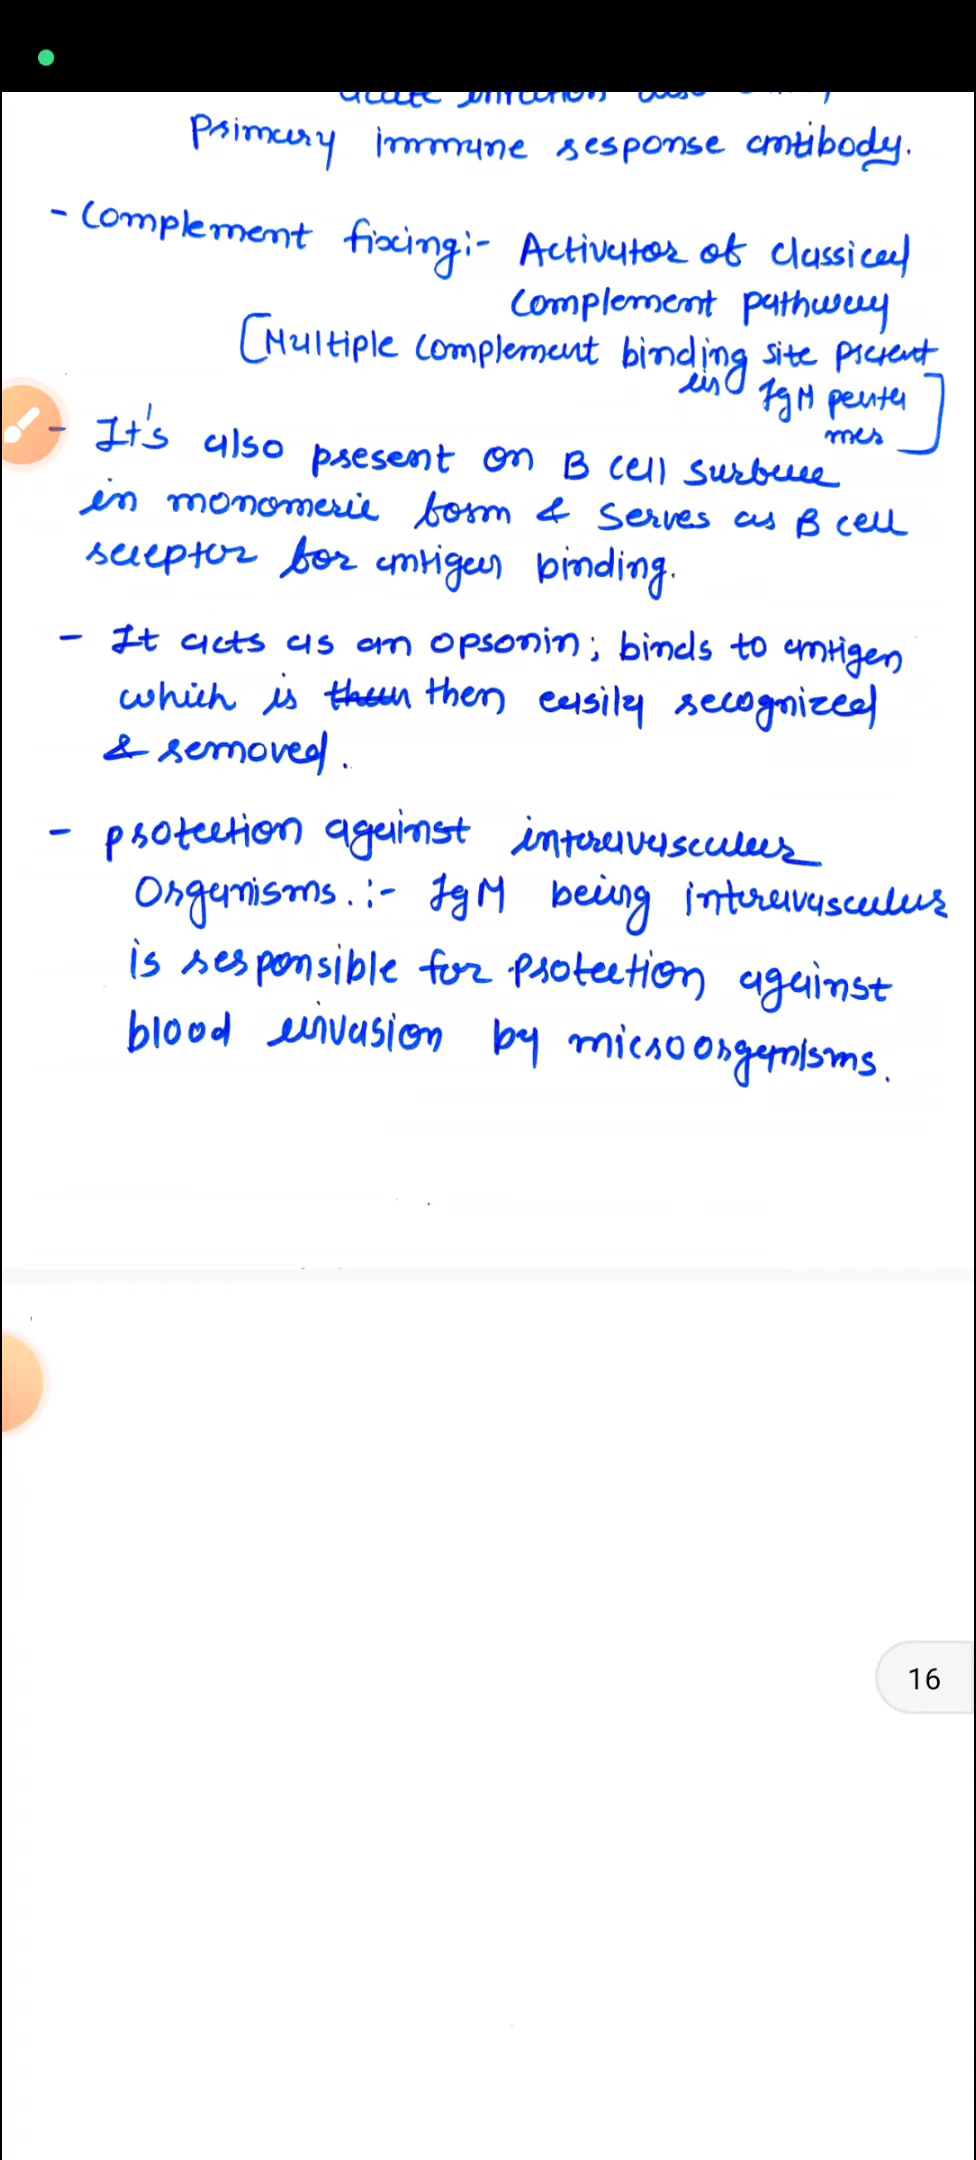 Primary immune response antibody.
- Complement fixing:- Activator of classical
complement pathway
[Multiple complement binding site present
in IgM penta
mer]
- It's also present on B cell surface
in monomeric form & serves as B cell
receptor for antigen binding.
- It acts as an opsonin; binds to antigen
which is then easily recognized
& removed.
- protection against intravascular
Organisms.:- IgM being intravascular
is responsible for protection against
blood invasion by microorganisms.
16